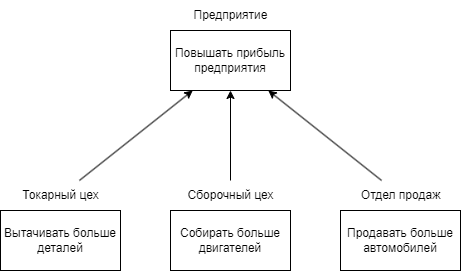 Предприятие
Повышать прибыль
предприятия
Токарный цех
Сборочный цех
Отдел продаж
Вытачивать больше
деталей
Собирать больше
двигателей
Продавать больше
автомобилей